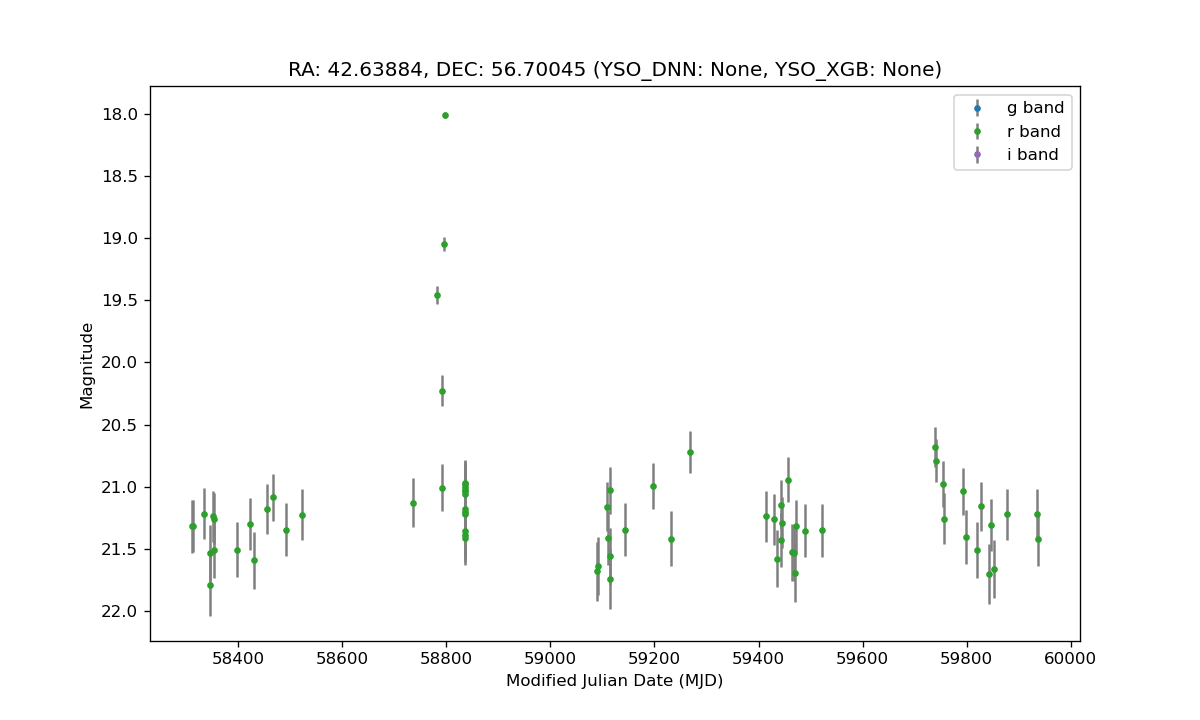 RA: 42.63884, DEC: 56.70045 (YSO_DNN: None, YSO_XGB: None)
g band
r band
i band
18.0
18.5
19.0
19.5
20.0
20.5
21.0
21.5
22.0
Magnitude
58400 58600 58800 59000 59200 59400 59600 59800 60000
Modified Julian Date (MJD)